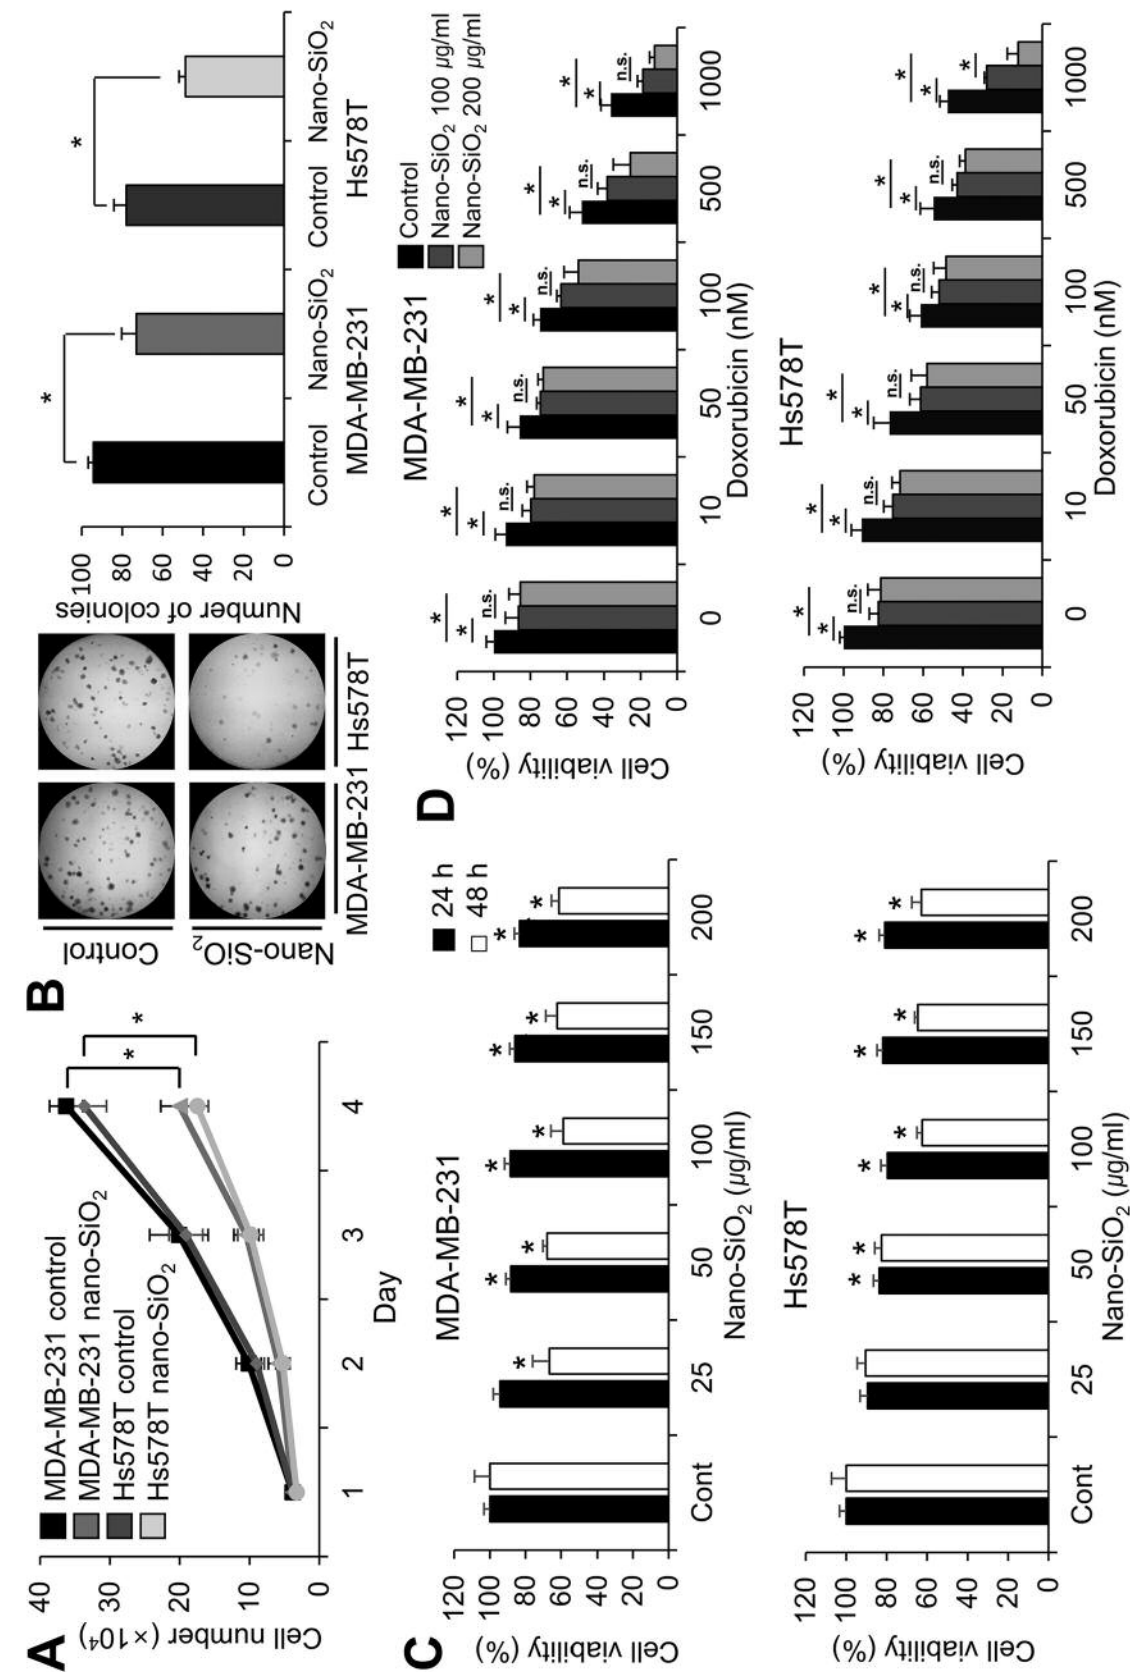 A
40
30
20
10
0
Cell number (×10⁴)
MDA-MB-231 control
MDA-MB-231 nano-SiO₂
Hs578T control
Hs578T nano-SiO₂
*
*
1 2 3 4
Day
B
Control
Nano-SiO₂
MDA-MB-231 Hs578T
Number of colonies
100
80
60
40
20
0
*
*
Control Nano-SiO₂ Control Nano-SiO₂
MDA-MB-231 Hs578T
C
MDA-MB-231
24 h
48 h
Cell viability (%)
120
100
80
60
40
20
0
* * * * * * * * *
Cont 25 50 100 150 200
Nano-SiO₂ (µg/ml)
Hs578T
Cell viability (%)
120
100
80
60
40
20
0
* * * * * * * *
Cont 25 50 100 150 200
Nano-SiO₂ (µg/ml)
D
MDA-MB-231
Control
Nano-SiO₂ 100 µg/ml
Nano-SiO₂ 200 µg/ml
Cell viability (%)
120
100
80
60
40
20
0
* * * * * *
* * * * * *
n.s. n.s. n.s. n.s. n.s. n.s.
0 10 50 100 500 1000
Doxorubicin (nM)
Hs578T
Cell viability (%)
120
100
80
60
40
20
0
* * * * * *
* * * * * *
n.s. n.s. n.s. n.s. n.s. *
0 10 50 100 500 1000
Doxorubicin (nM)